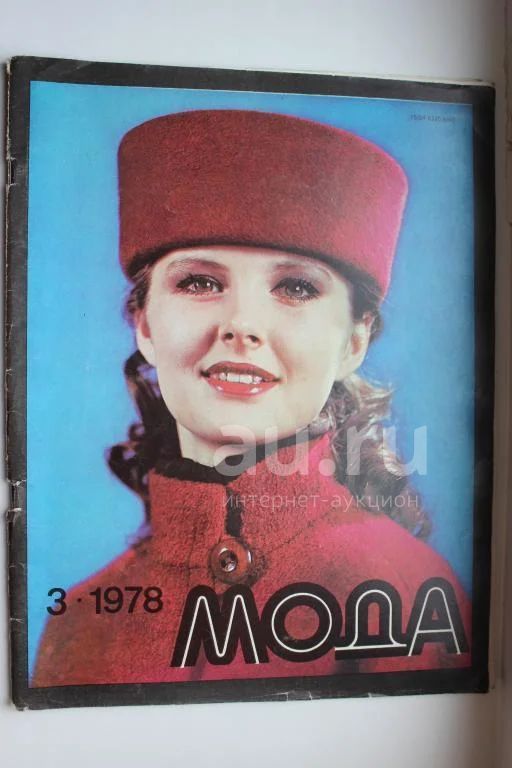 au.ru
интернет-аукцион
3·1978
МОДА